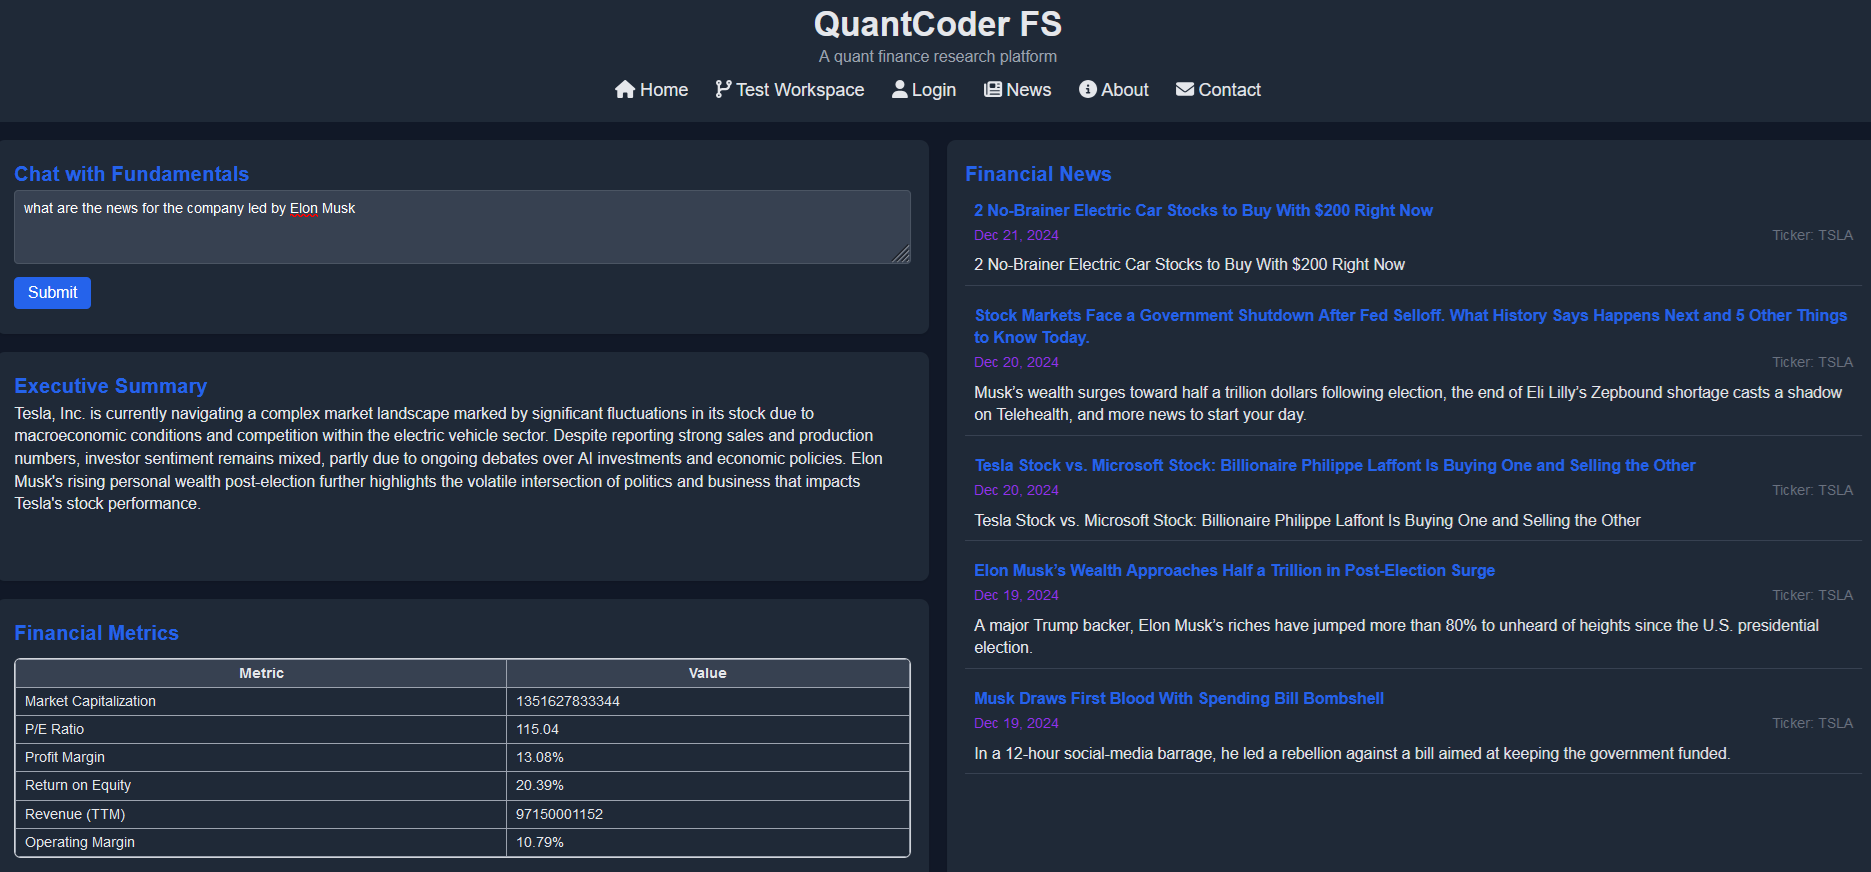 QuantCoder FS
A quant finance research platform
Home Test Workspace Login News About Contact
Chat with Fundamentals
what are the news for the company led by Elon Musk
Submit
Executive Summary
Tesla, Inc. is currently navigating a complex market landscape marked by significant fluctuations in its stock due to
macroeconomic conditions and competition within the electric vehicle sector. Despite reporting strong sales and production
numbers, investor sentiment remains mixed, partly due to ongoing debates over AI investments and economic policies. Elon
Musk's rising personal wealth post-election further highlights the volatile intersection of politics and business that impacts
Tesla's stock performance.
Financial Metrics
Metric Value
Market Capitalization 1351627833344
P/E Ratio 115.04
Profit Margin 13.08%
Return on Equity 20.39%
Revenue (TTM) 97150001152
Operating Margin 10.79%
Financial News
2 No-Brainer Electric Car Stocks to Buy With $200 Right Now
Dec 21, 2024 Ticker: TSLA
2 No-Brainer Electric Car Stocks to Buy With $200 Right Now
Stock Markets Face a Government Shutdown After Fed Selloff. What History Says Happens Next and 5 Other Things
to Know Today.
Dec 20, 2024 Ticker: TSLA
Musk’s wealth surges toward half a trillion dollars following election, the end of Eli Lilly’s Zepbound shortage casts a shadow
on Telehealth, and more news to start your day.
Tesla Stock vs. Microsoft Stock: Billionaire Philippe Laffont Is Buying One and Selling the Other
Dec 20, 2024 Ticker: TSLA
Tesla Stock vs. Microsoft Stock: Billionaire Philippe Laffont Is Buying One and Selling the Other
Elon Musk’s Wealth Approaches Half a Trillion in Post-Election Surge
Dec 19, 2024 Ticker: TSLA
A major Trump backer, Elon Musk’s riches have jumped more than 80% to unheard of heights since the U.S. presidential
election.
Musk Draws First Blood With Spending Bill Bombshell
Dec 19, 2024 Ticker: TSLA
In a 12-hour social-media barrage, he led a rebellion against a bill aimed at keeping the government funded.